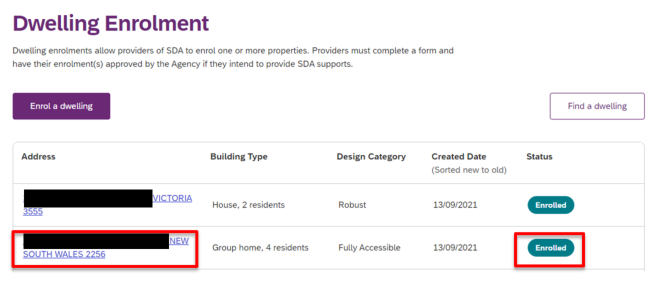 Dwelling Enrolment
Dwelling enrolments allow providers of SDA to enrol one or more properties. Providers must complete a form and
have their enrolment(s) approved by the Agency if they intend to provide SDA supports.
Enrol a dwelling
Find a dwelling
Address Building Type Design Category Created Date Status
(Sorted new to old)
VICTORIA
3555
House, 2 residents Robust 13/09/2021 Enrolled
NEW
SOUTH WALES 2256
Group home, 4 residents Fully Accessible 13/09/2021 Enrolled